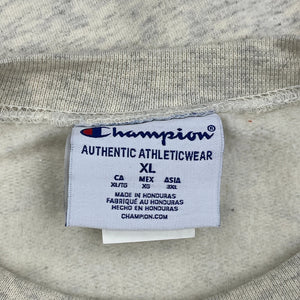 Champion®
AUTHENTIC ATHLETICWEAR
XL
CA MEX ASIA
XL/TG XG 2XL
MADE IN HONDURAS
FABRIQUÉ AU HONDURAS
HECHO EN HONDURAS
CHAMPION.COM